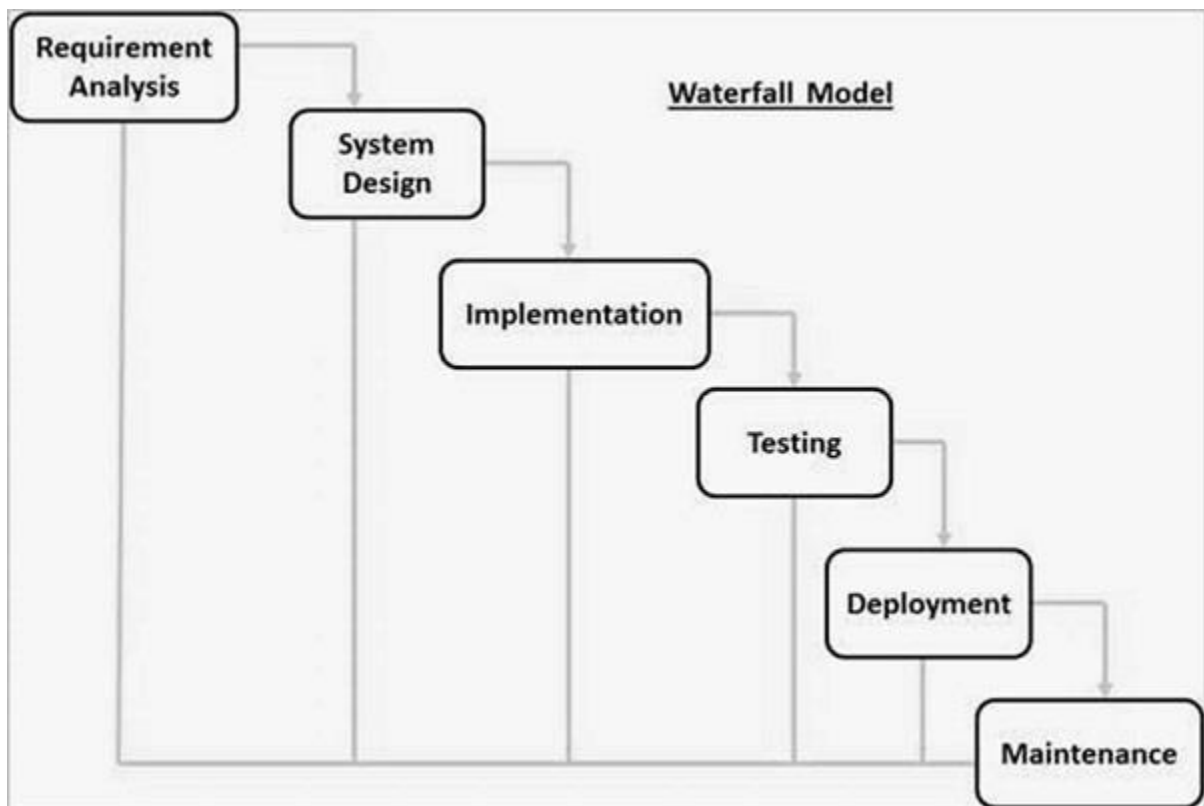 Requirement
Analysis
Waterfall Model
System
Design
Implementation
Testing
Deployment
Maintenance